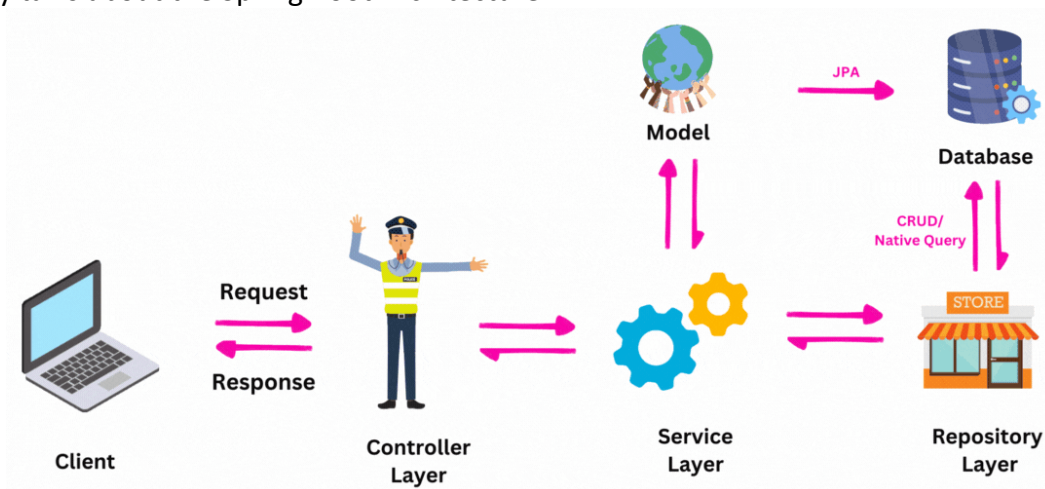 JPA
Model
Database
CRUD/
Native Query
STORE
Request
Response
Client
Controller
Layer
Service
Layer
Repository
Layer